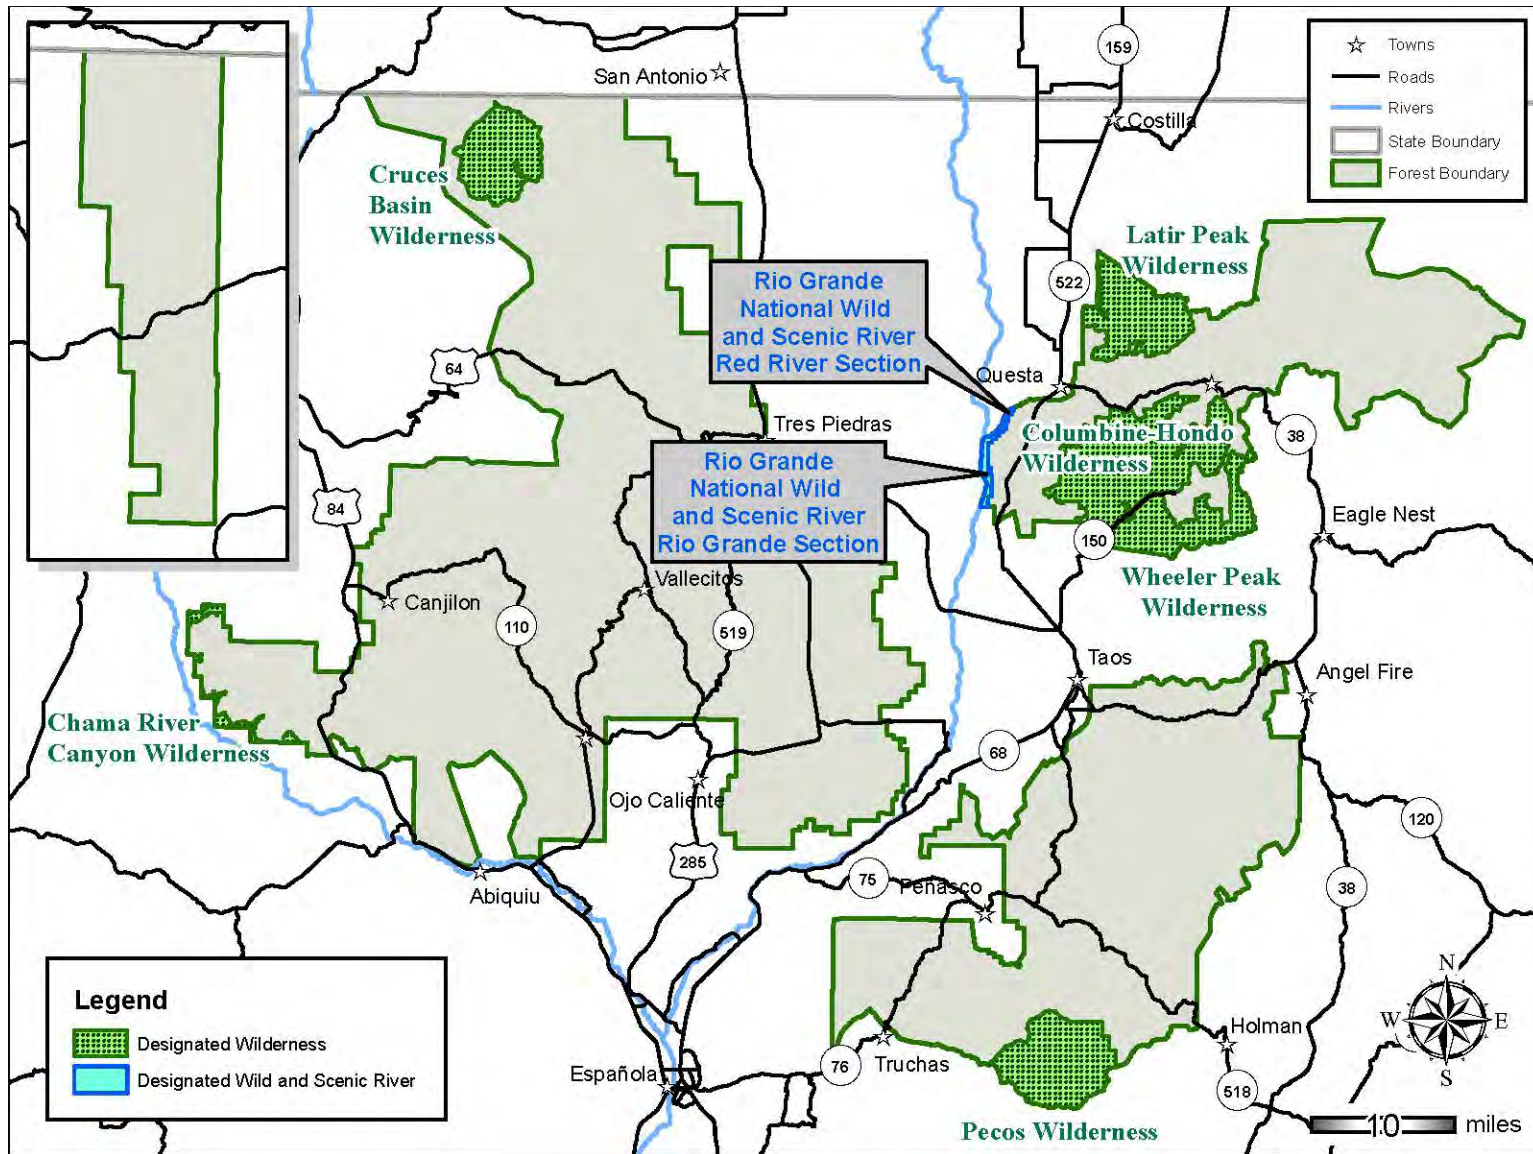 159
San Antonio
Costilla
Towns
Roads
Rivers
State Boundary
Forest Boundary
Cruces
Basin
Wilderness
Latir Peak
Wilderness
Rio Grande
National Wild
and Scenic River
Red River Section
522
64
Questa
Tres Piedras
Columbine-Hondo
Wilderness
38
Rio Grande
National Wild
and Scenic River
Rio Grande Section
84
Eagle Nest
150
Wheeler Peak
Wilderness
Vallecitos
Canjilon
110
519
Taos
Angel Fire
Chama River
Canyon Wilderness
68
Ojo Caliente
120
285
75
Peñasco
38
Abiquiu
Legend
Designated Wilderness
Designated Wild and Scenic River
N
W
E
S
Holman
Truchas
76
Española
518
Pecos Wilderness
10 miles